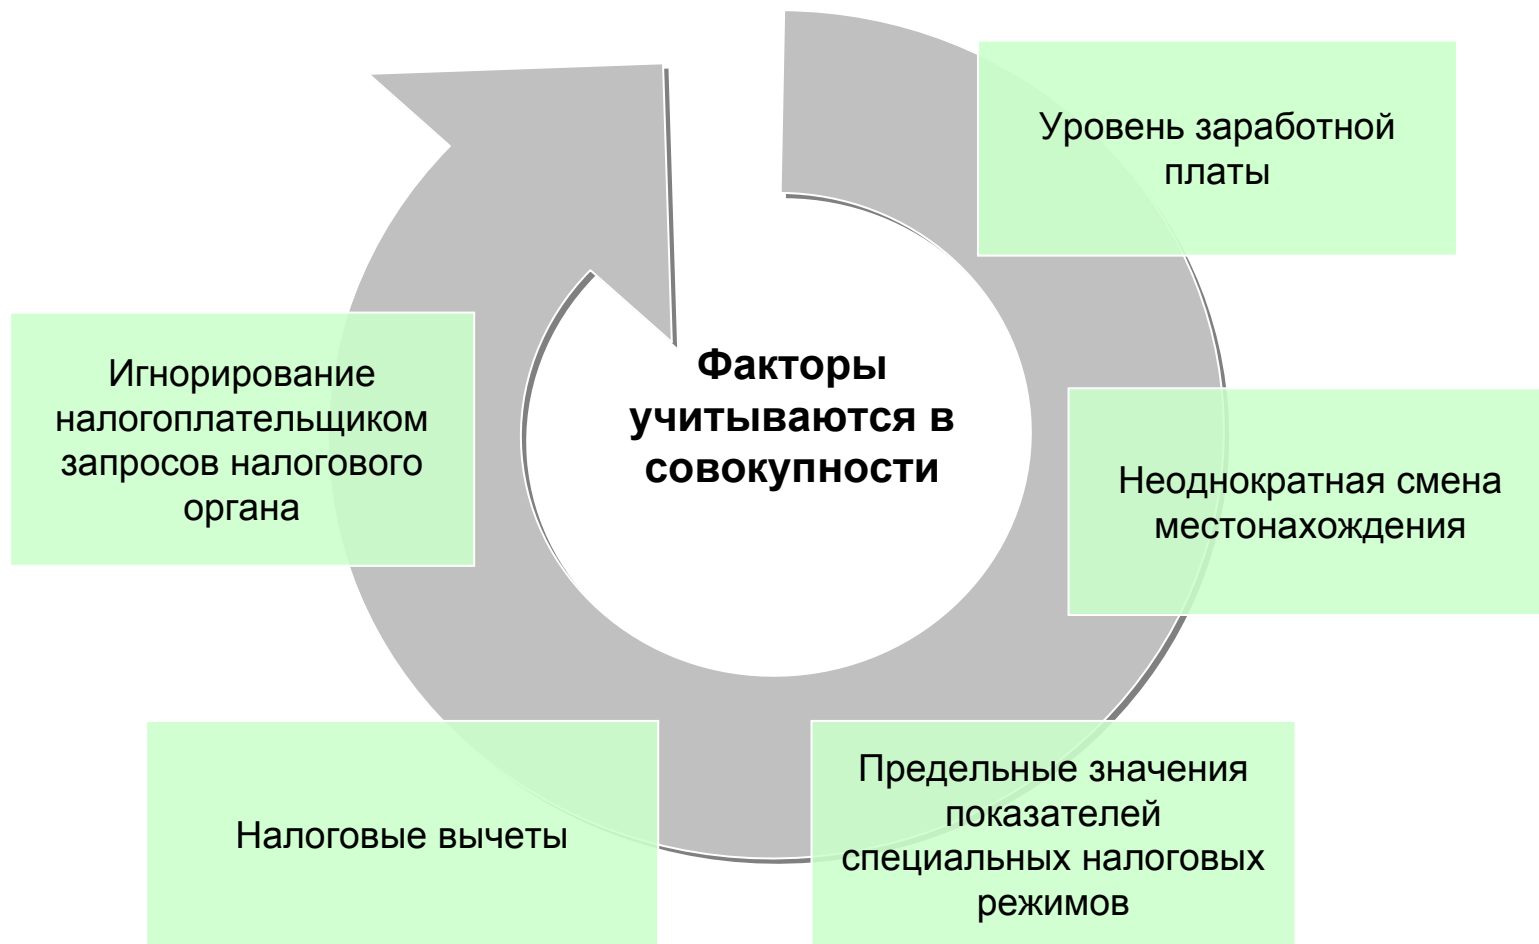 Уровень заработной
платы
Неоднократная смена
местонахождения
Предельные значения
показателей
специальных налоговых
режимов
Налоговые вычеты
Игнорирование
налогоплательщиком
запросов налогового
органа
Факторы
учитываются в
совокупности